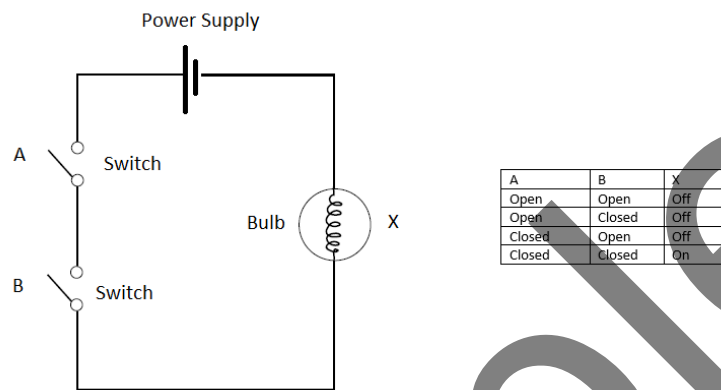 Power Supply
A
Switch
Bulb
X
B
Switch
A B X
Open Open Off
Open Closed Off
Closed Open Off
Closed Closed On